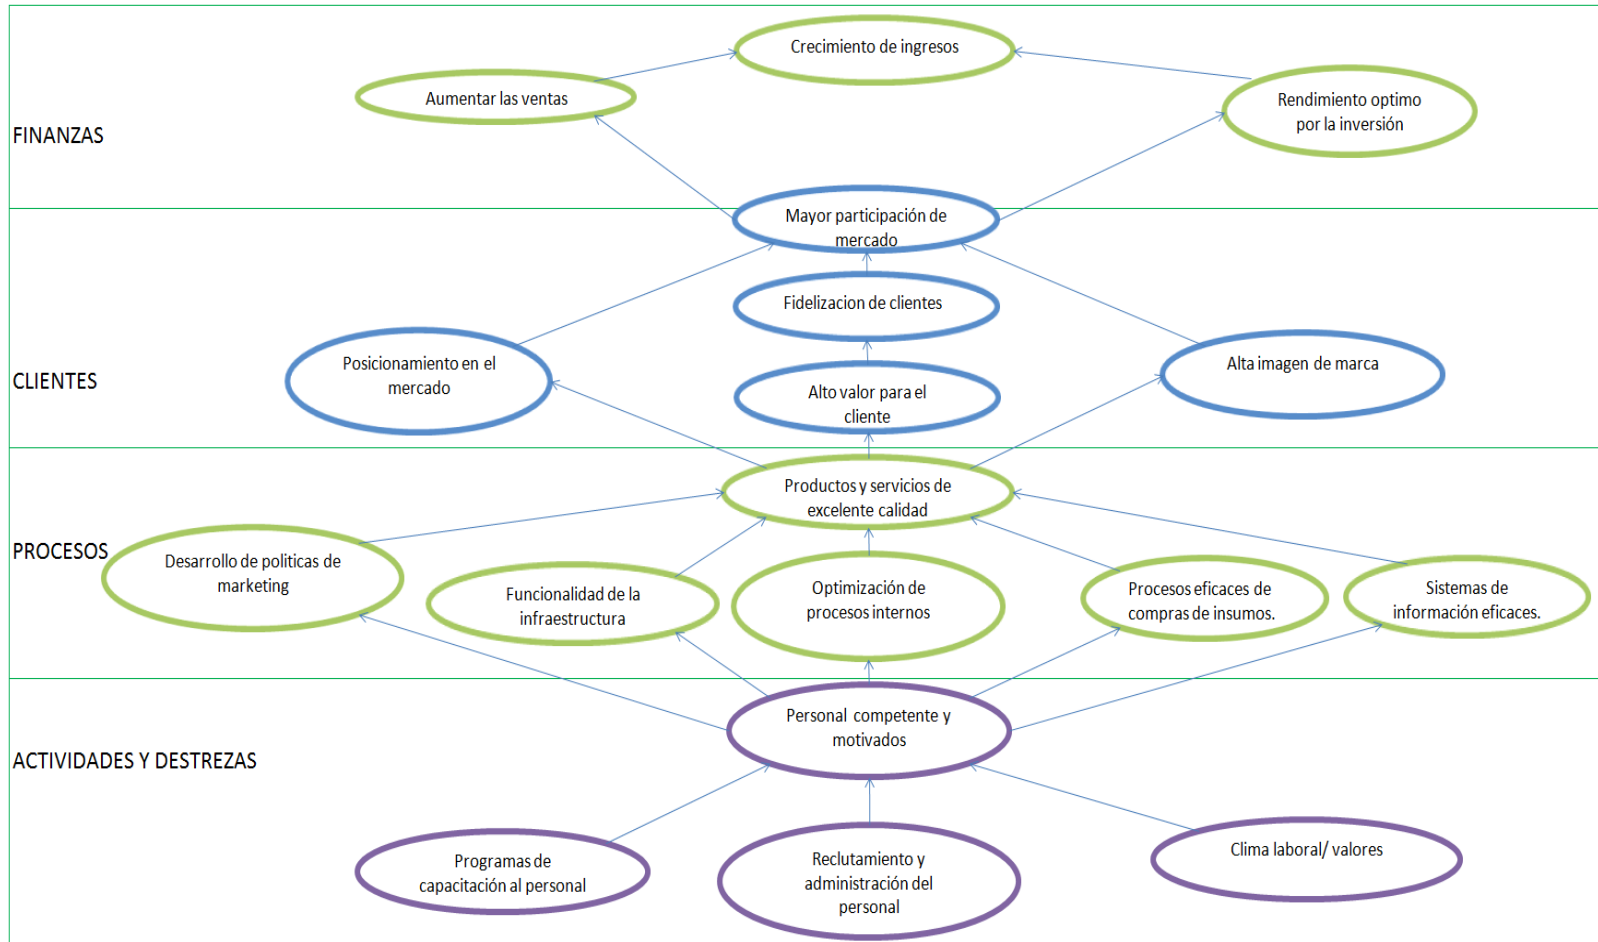 Crecimiento de ingresos
Aumentar las ventas
Rendimiento optimo
por la inversión
FINANZAS
Mayor participación de
mercado
Fidelizacion de clientes
Posicionamiento en el
mercado
Alta imagen de marca
CLIENTES
Alto valor para el
cliente
Productos y servicios de
excelente calidad
PROCESOS
Desarrollo de politicas de
marketing
Funcionalidad de la
infraestructura
Optimización de
procesos internos
Procesos eficaces de
compras de insumos.
Sistemas de
información eficaces.
Personal competente y
motivados
ACTIVIDADES Y DESTREZAS
Programas de
capacitación al personal
Reclutamiento y
administración del
personal
Clima laboral/ valores